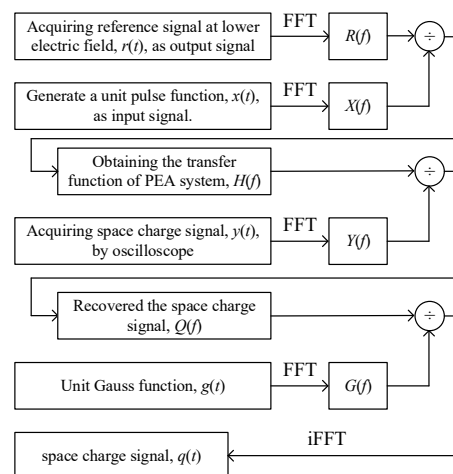 Acquiring reference signal at lower
electric field, r(t), as output signal
FFT
R(f)
÷
Generate a unit pulse function, x(t),
as input signal.
FFT
X(f)
Obtaining the transfer
function of PEA system, H(f)
÷
Acquiring space charge signal, y(t),
by oscilloscope
FFT
Y(f)
Recovered the space charge
signal, Q(f)
÷
Unit Gauss function, g(t)
FFT
G(f)
iFFT
space charge signal, q(t)